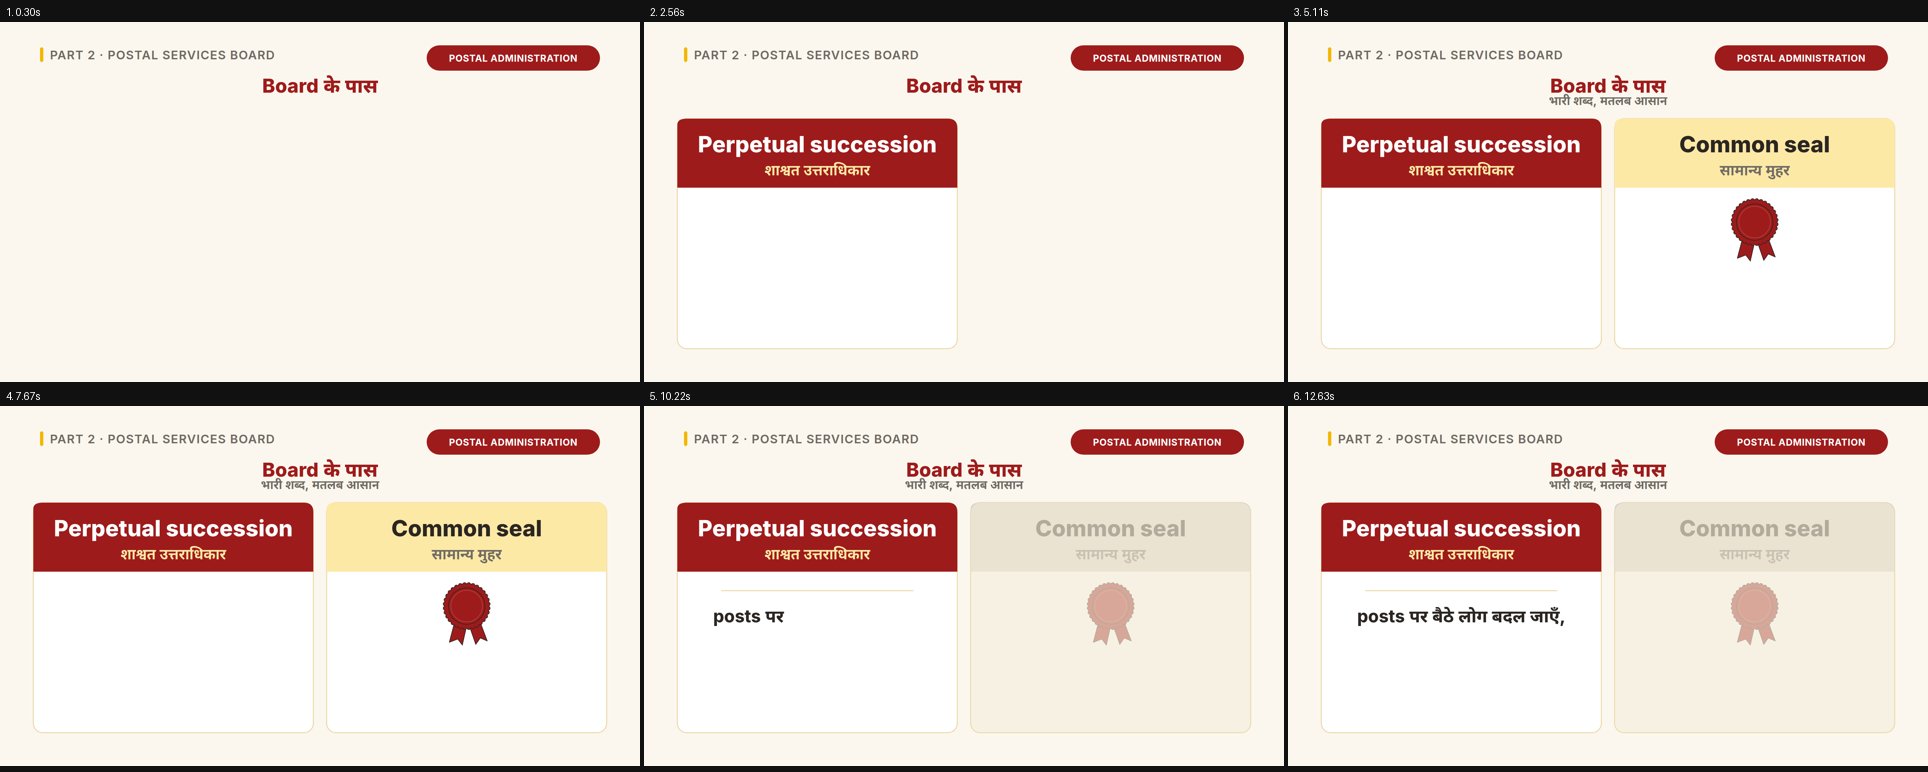 1. 0.30s
PART 2 · POSTAL SERVICES BOARD
POSTAL ADMINISTRATION
Board के पास
2. 2.56s
PART 2 · POSTAL SERVICES BOARD
POSTAL ADMINISTRATION
Board के पास
Perpetual succession
शाश्वत उत्तराधिकार
3. 5.11s
PART 2 · POSTAL SERVICES BOARD
POSTAL ADMINISTRATION
Board के पास
भारी शब्द, मतलब आसान
Perpetual succession
शाश्वत उत्तराधिकार
Common seal
सामान्य मुहर
4. 7.67s
PART 2 · POSTAL SERVICES BOARD
POSTAL ADMINISTRATION
Board के पास
भारी शब्द, मतलब आसान
Perpetual succession
शाश्वत उत्तराधिकार
Common seal
सामान्य मुहर
5. 10.22s
PART 2 · POSTAL SERVICES BOARD
POSTAL ADMINISTRATION
Board के पास
भारी शब्द, मतलब आसान
Perpetual succession
शाश्वत उत्तराधिकार
posts पर
Common seal
सामान्य मुहर
6. 12.63s
PART 2 · POSTAL SERVICES BOARD
POSTAL ADMINISTRATION
Board के पास
भारी शब्द, मतलब आसान
Perpetual succession
शाश्वत उत्तराधिकार
posts पर बैठे लोग बदल जाएँ,
Common seal
सामान्य मुहर